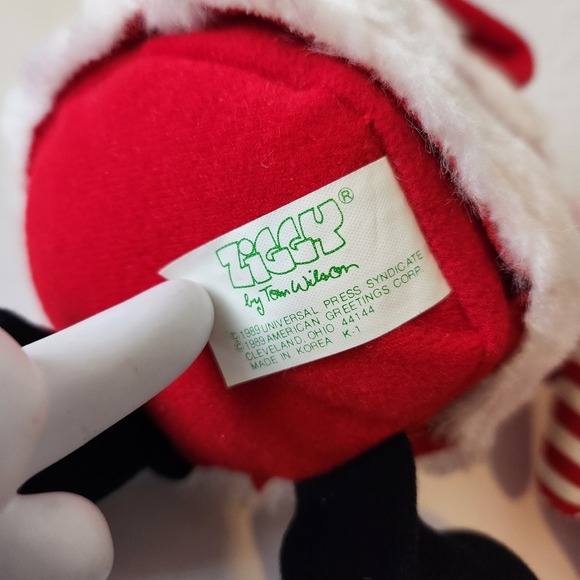 ZIGGY®
by Tom Wilson
© 1989 UNIVERSAL PRESS SYNDICATE
© 1989 AMERICAN GREETINGS CORP.
CLEVELAND, OHIO 44144
MADE IN KOREA K-1